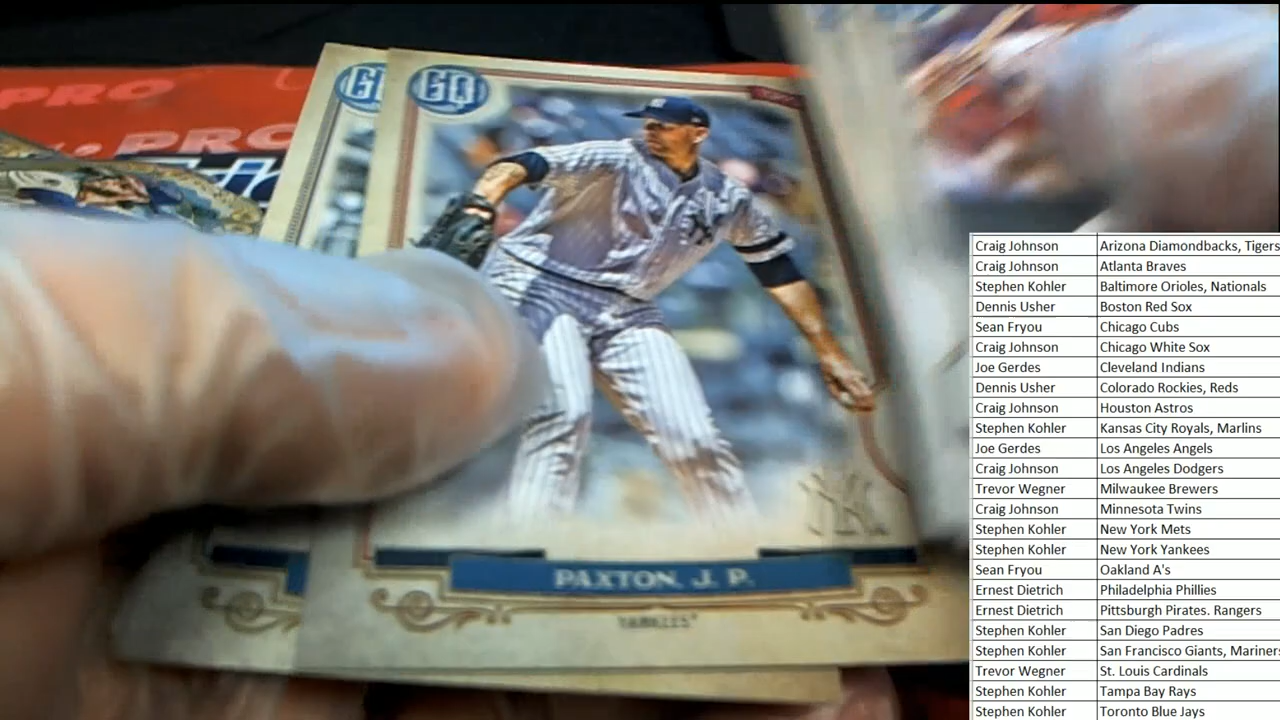 PRO
PRO
GQ
GQ
NY
PAXTON, J. P.
YANKEES
Craig Johnson Arizona Diamondbacks, Tigers
Craig Johnson Atlanta Braves
Stephen Kohler Baltimore Orioles, Nationals
Dennis Usher Boston Red Sox
Sean Fryou Chicago Cubs
Craig Johnson Chicago White Sox
Joe Gerdes Cleveland Indians
Dennis Usher Colorado Rockies, Reds
Craig Johnson Houston Astros
Stephen Kohler Kansas City Royals, Marlins
Joe Gerdes Los Angeles Angels
Craig Johnson Los Angeles Dodgers
Trevor Wegner Milwaukee Brewers
Craig Johnson Minnesota Twins
Stephen Kohler New York Mets
Stephen Kohler New York Yankees
Sean Fryou Oakland A's
Ernest Dietrich Philadelphia Phillies
Ernest Dietrich Pittsburgh Pirates. Rangers
Stephen Kohler San Diego Padres
Stephen Kohler San Francisco Giants, Mariners
Trevor Wegner St. Louis Cardinals
Stephen Kohler Tampa Bay Rays
Stephen Kohler Toronto Blue Jays